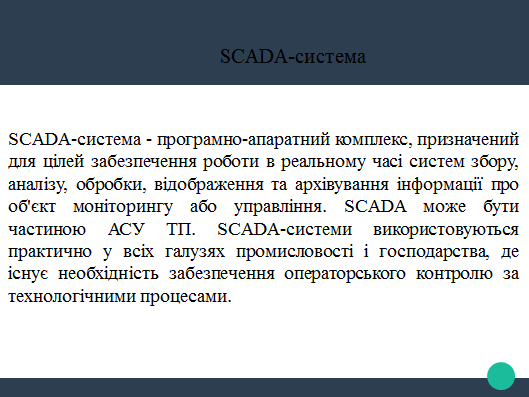 SCADA-система
SCADA-система - програмно-апаратний комплекс, призначений
для цілей забезпечення роботи в реальному часі систем збору,
аналізу, обробки, відображення та архівування інформації про
об'єкт моніторингу або управління. SCADA може бути
частиною АСУ ТП. SCADA-системи використовуються
практично у всіх галузях промисловості і господарства, де
існує необхідність забезпечення операторського контролю за
технологічними процесами.